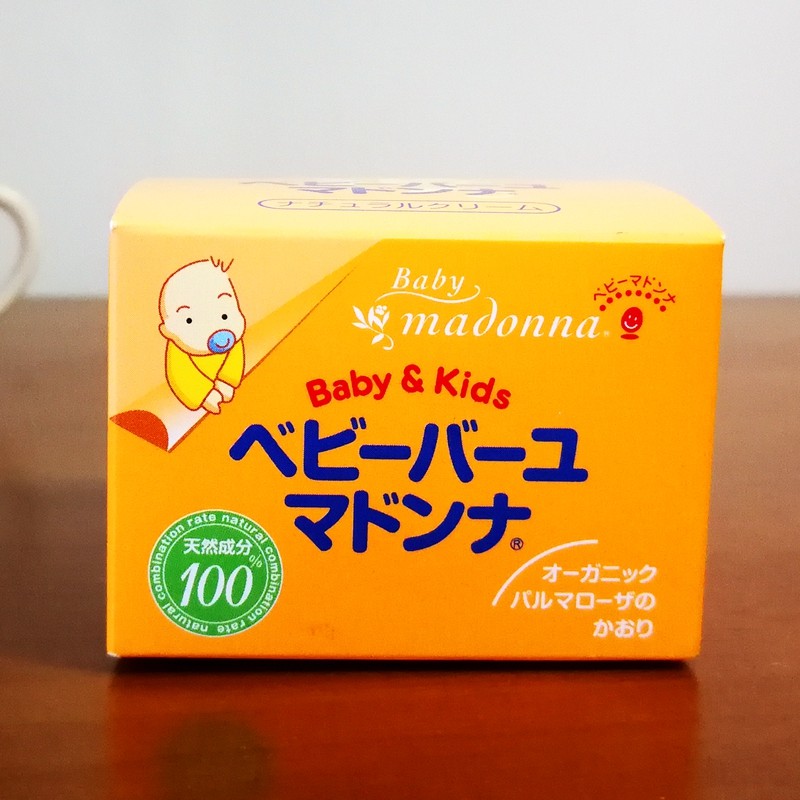 ベビーバーユ
マドンナ
ナチュラルクリーム
Baby
madonna®
ベビーマドンナ
Baby & Kids
ベビーバーユ
マドンナ®
combination rate natural combination rate natural
天然成分
100%
オーガニック
パルマローザの
かおり